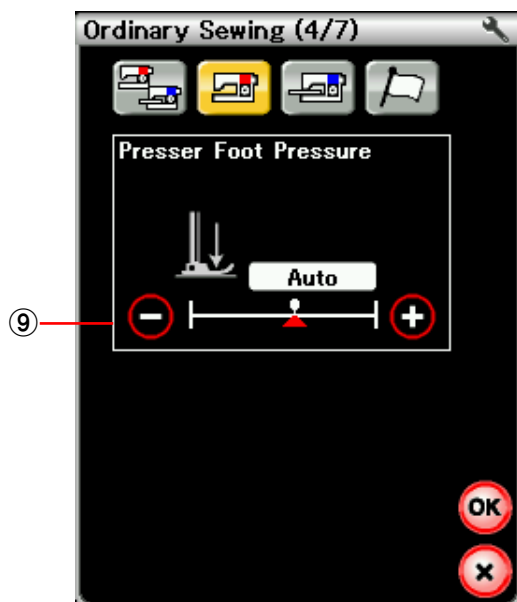 Ordinary Sewing (4/7)
Presser Foot Pressure
Auto
⑨
OK